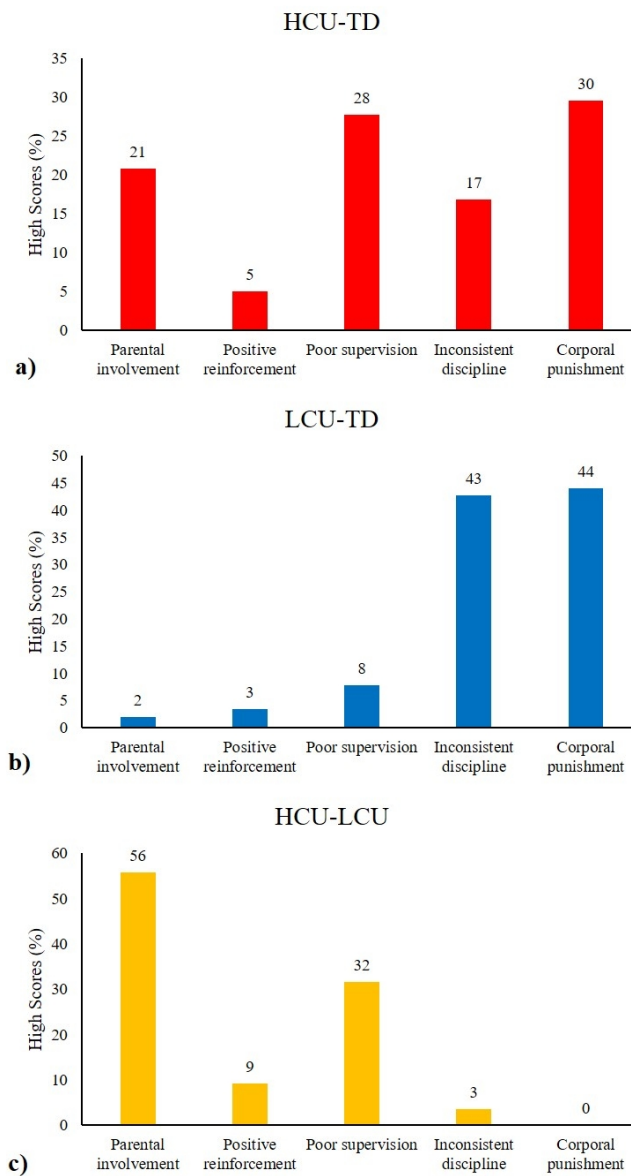 HCU-TD
High Scores (%)
35
30
25
20
15
10
5
0
21
5
28
17
30
Parental involvement
Positive reinforcement
Poor supervision
Inconsistent discipline
Corporal punishment
a)
LCU-TD
High Scores (%)
50
45
40
35
30
25
20
15
10
5
0
2
3
8
43
44
Parental involvement
Positive reinforcement
Poor supervision
Inconsistent discipline
Corporal punishment
b)
HCU-LCU
High Scores (%)
60
50
40
30
20
10
0
56
9
32
3
0
Parental involvement
Positive reinforcement
Poor supervision
Inconsistent discipline
Corporal punishment
c)